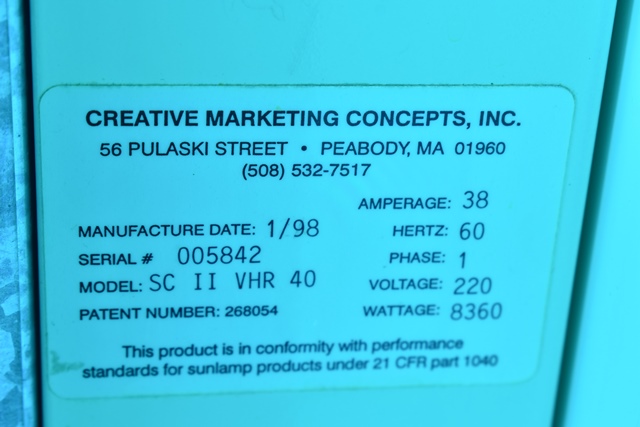 CREATIVE MARKETING CONCEPTS, INC.
56 PULASKI STREET • PEABODY, MA 01960
(508) 532-7517
AMPERAGE: 38
MANUFACTURE DATE: 1/98
HERTZ: 60
SERIAL # 005842
PHASE: 1
MODEL: SC II VHR 40
VOLTAGE: 220
PATENT NUMBER: 268054
WATTAGE: 8360
This product is in conformity with performance
standards for sunlamp products under 21 CFR part 1040